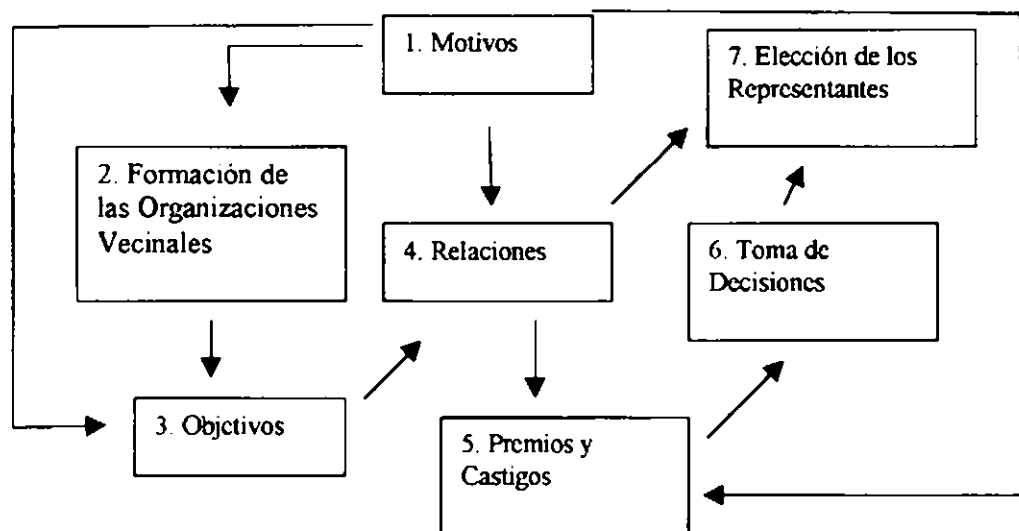 1. Motivos
7. Elección de los
Representantes
2. Formación de
las Organizaciones
Vecinales
4. Relaciones
6. Toma de
Decisiones
3. Objetivos
5. Premios y
Castigos